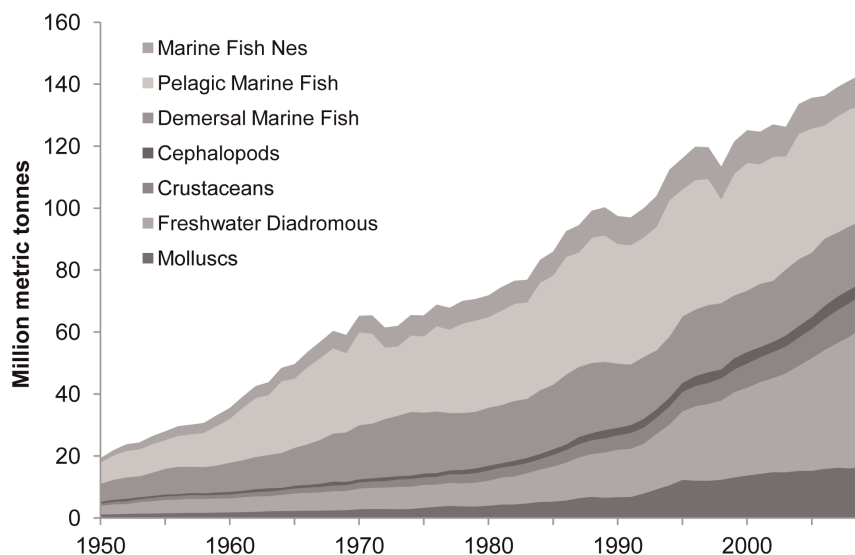 160
140
120
100
80
60
40
20
0
Million metric tonnes
Marine Fish Nes
Pelagic Marine Fish
Demersal Marine Fish
Cephalopods
Crustaceans
Freshwater Diadromous
Molluscs
1950 1960 1970 1980 1990 2000